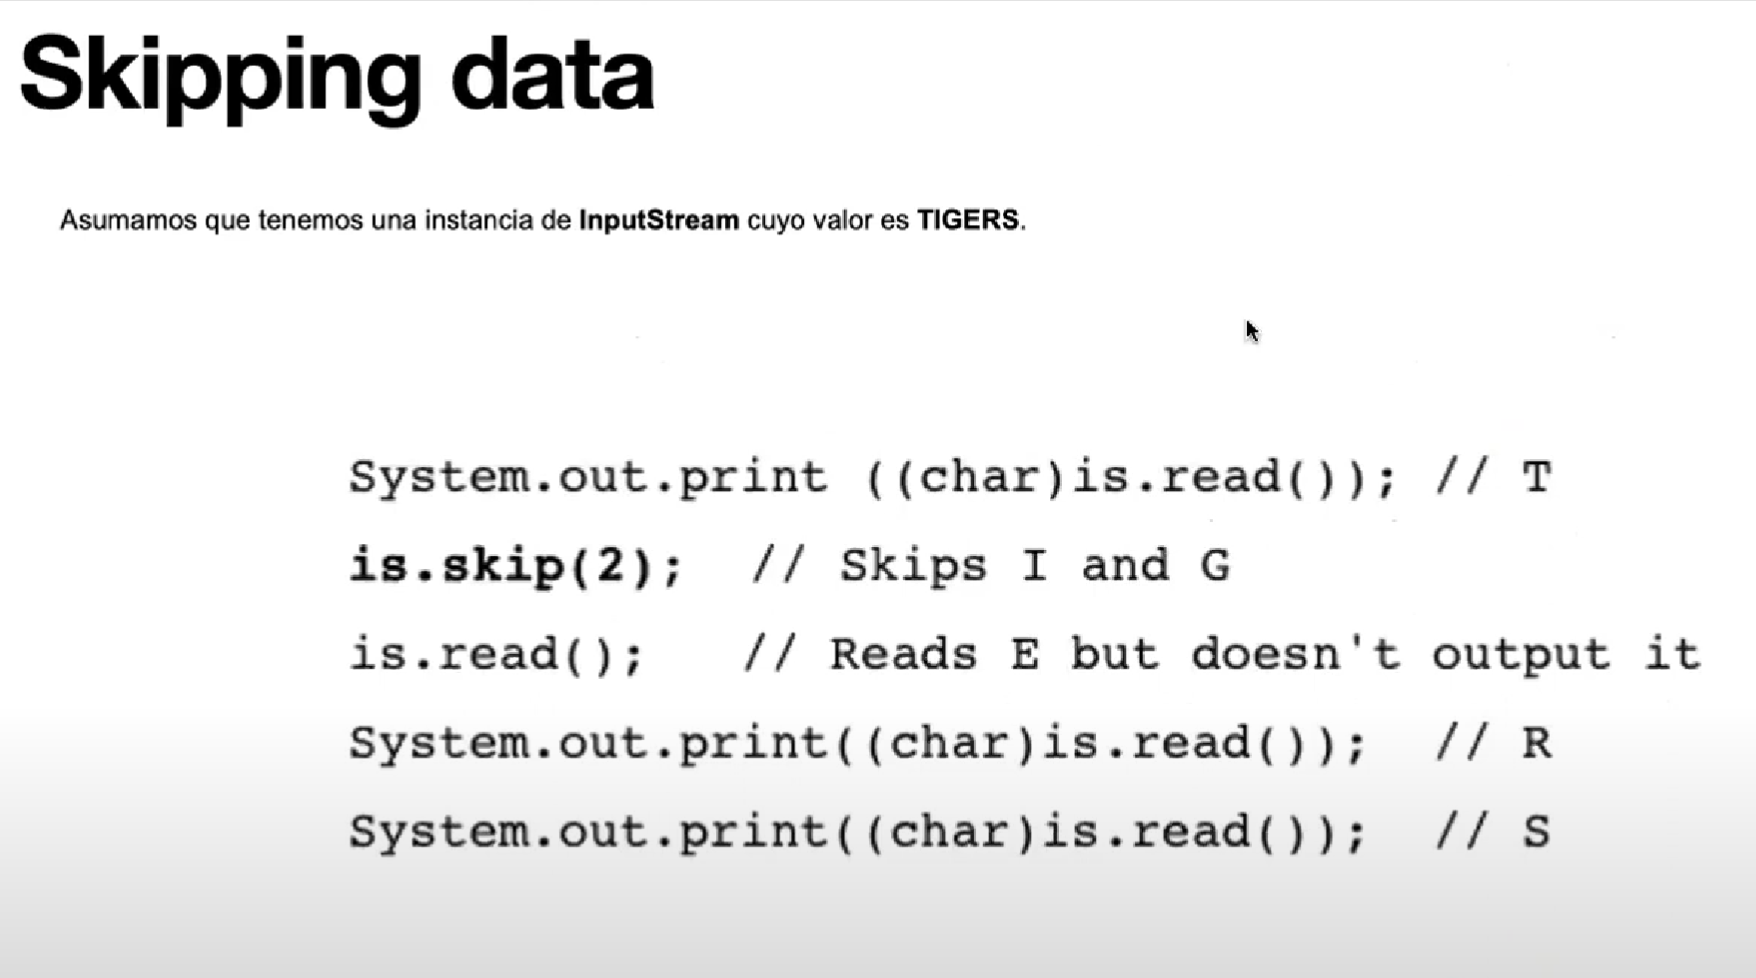 Skipping data
Asumamos que tenemos una instancia de InputStream cuyo valor es TIGERS.
System.out.print ((char)is.read()); // T
is.skip(2);  // Skips I and G
is.read();   // Reads E but doesn't output it
System.out.print((char)is.read());  // R
System.out.print((char)is.read());  // S